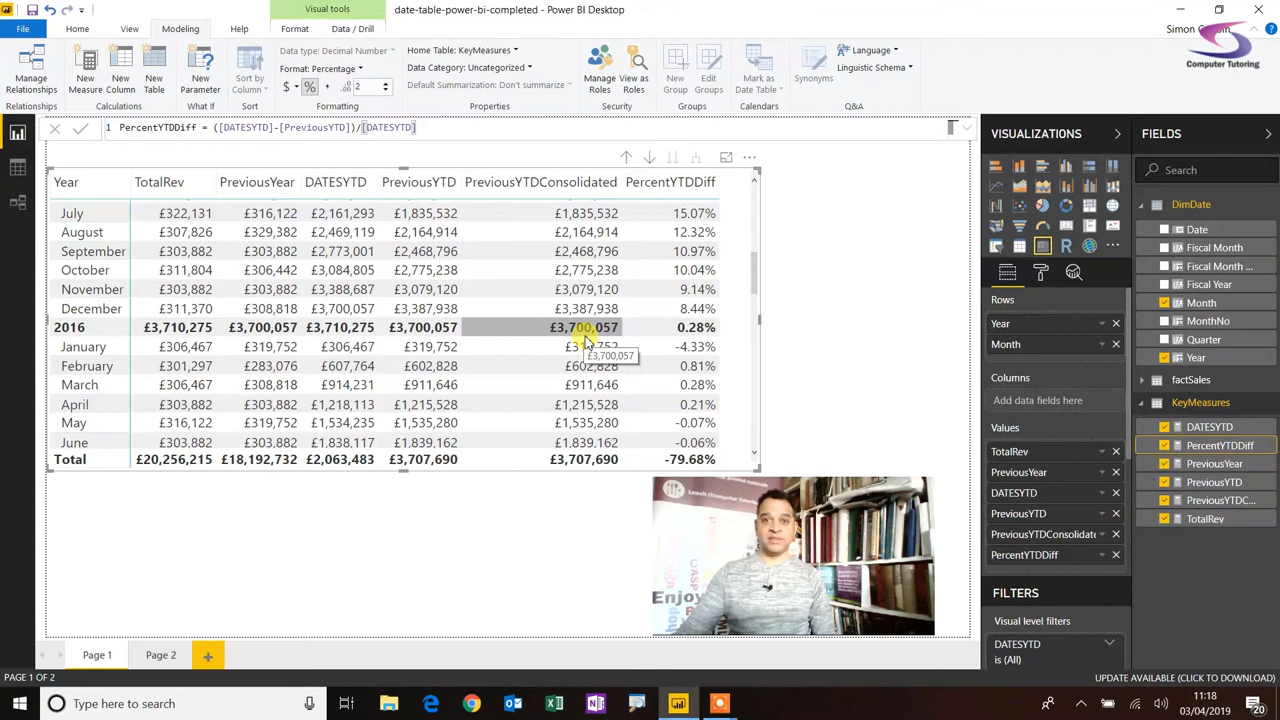 Visual tools
date-table-power-bi-completed - Power BI Desktop
File
Home
View
Modeling
Help
Format
Data / Drill
Simon
Computer Tutoring
Manage Relationships
New Measure
New Column
New Table
New Parameter
Sort by Column
Data type: Decimal Number
Format: Percentage
$ % , .00 2
Home Table: KeyMeasures
Data Category: Uncategorized
Default Summarization: Don't summarize
Manage Roles
View as Roles
New Group
Edit Groups
Mark as Date Table
Synonyms
Language
Linguistic Schema
Relationships
Calculations
What If
Sort
Formatting
Properties
Security
Groups
Calendars
Q&A
1 PercentYTDDiff = ([DATESYTD]-[PreviousYTD])/[DATESYTD]
Year TotalRev PreviousYear DATESYTD PreviousYTD PreviousYTDConsolidated PercentYTDDiff
July £322,131 £316,122 £2,161,293 £1,835,532 £1,835,532 15.07%
August £307,826 £329,382 £2,469,119 £2,164,914 £2,164,914 12.32%
September £303,882 £303,882 £2,773,001 £2,468,796 £2,468,796 10.97%
October £311,804 £306,442 £3,084,805 £2,775,238 £2,775,238 10.04%
November £303,882 £303,882 £3,388,687 £3,079,120 £3,079,120 9.14%
December £311,370 £308,818 £3,700,057 £3,387,938 £3,387,938 8.44%
2016 £3,710,275 £3,700,057 £3,710,275 £3,700,057 £3,700,057 0.28%
January £306,467 £319,752 £306,467 £319,752 -4.33%
£3,700,057
February £301,297 £283,076 £607,764 £602,828 £602,828 0.81%
March £306,467 £308,818 £914,231 £911,646 £911,646 0.28%
April £303,882 £303,882 £1,218,113 £1,215,528 £1,215,528 0.21%
May £316,122 £319,752 £1,534,235 £1,535,280 £1,535,280 -0.07%
June £303,882 £303,882 £1,838,117 £1,839,162 £1,839,162 -0.06%
Total £20,256,215 £18,192,732 £2,063,483 £3,707,690 £3,707,690 -79.68%
Enjoy
VISUALIZATIONS
R
Rows
Year
Month
Columns
Add data fields here
Values
TotalRev
PreviousYear
DATESYTD
PreviousYTD
PreviousYTDConsolidate
PercentYTDDiff
FILTERS
Visual level filters
DATESYTD
is (All)
FIELDS
Search
DimDate
Date
Fiscal Month
Fiscal Month ...
Fiscal Year
Month
MonthNo
Quarter
Year
factSales
KeyMeasures
DATESYTD
PercentYTDDiff
PreviousYear
PreviousYTD
PreviousYTDC...
TotalRev
Page 1
Page 2
PAGE 1 OF 2
UPDATE AVAILABLE (CLICK TO DOWNLOAD)
Type here to search
11:18
03/04/2019
20